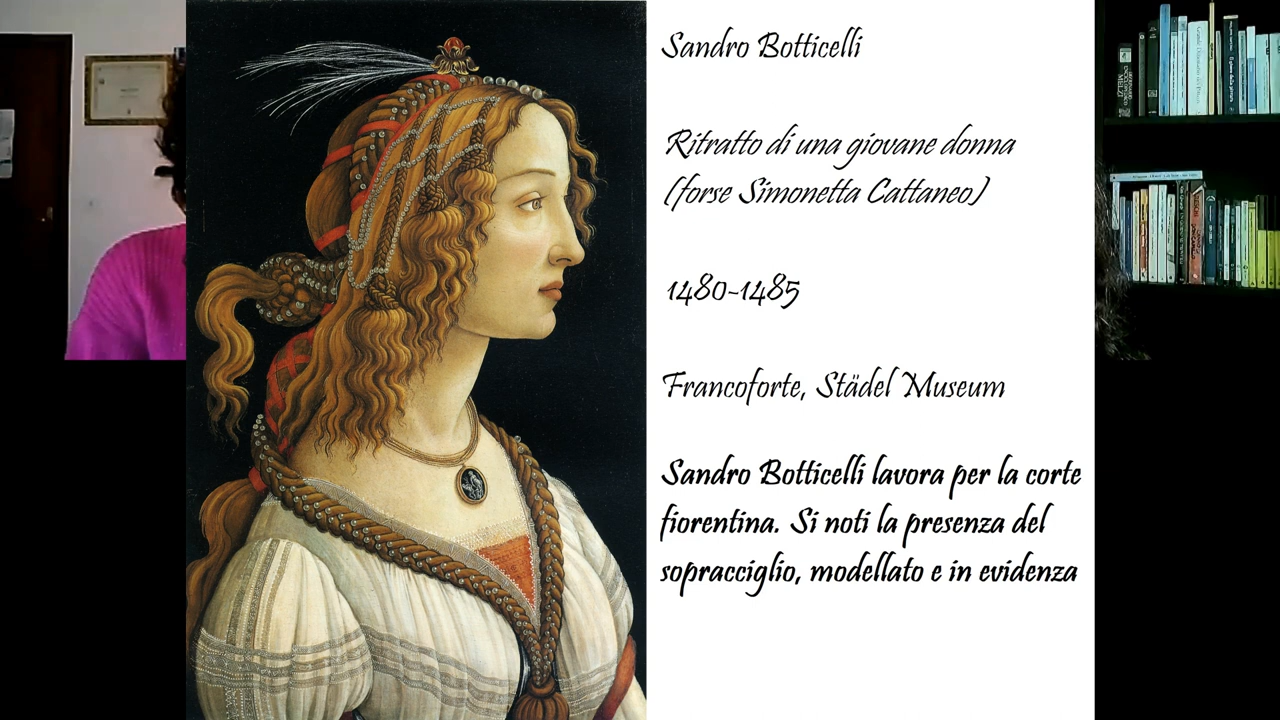 Sandro Botticelli
Ritratto di una giovane donna
(forse Simonetta Cattaneo)
1480-1485
Francoforte, Städel Museum
Sandro Botticelli lavora per la corte
fiorentina. Si noti la presenza del
sopracciglio, modellato e in evidenza
MELZI